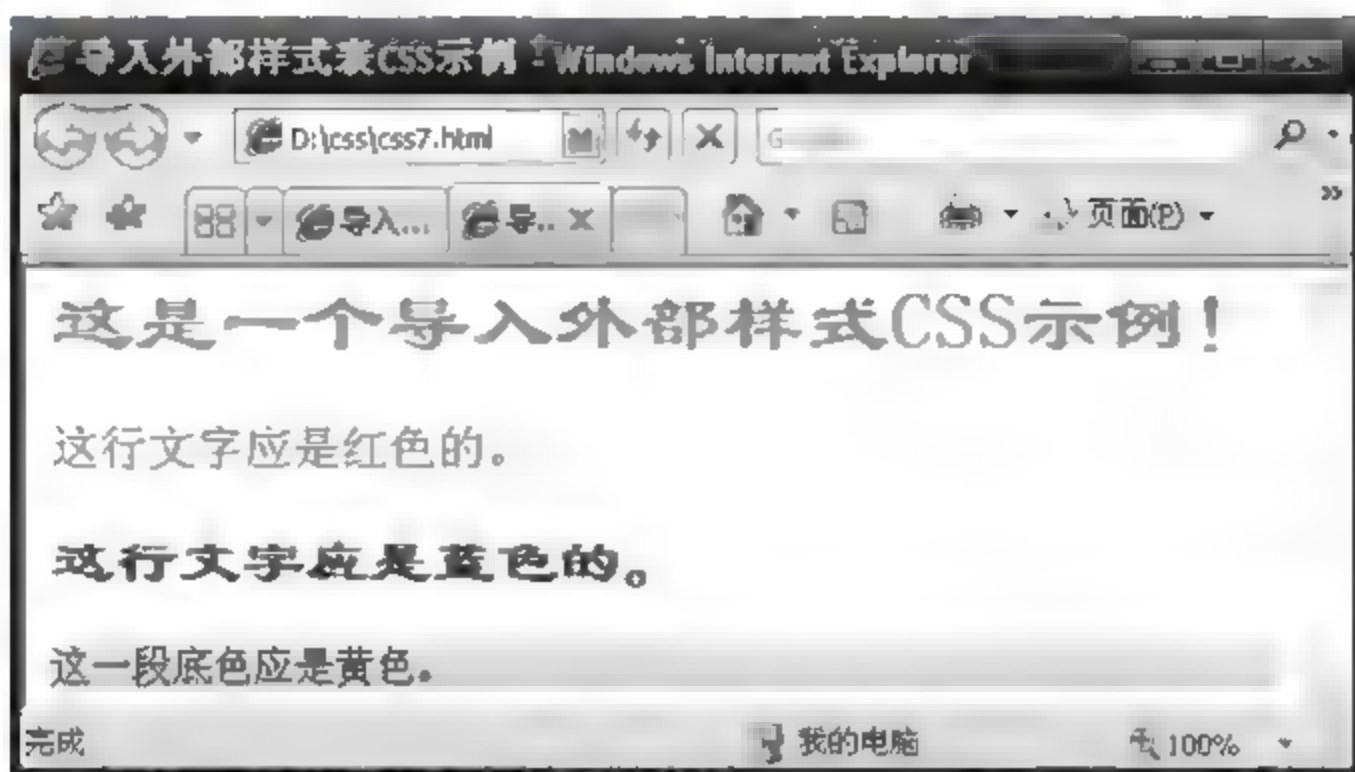 导入外部样式表CSS示例 - Windows Internet Explorer
D:\css\css7.html
导入... 导.. 页面(P)
这是一个导入外部样式CSS示例！
这行文字应是红色的。
这行文字应是蓝色的。
这一段底色应是黄色。
完成 我的电脑 100%